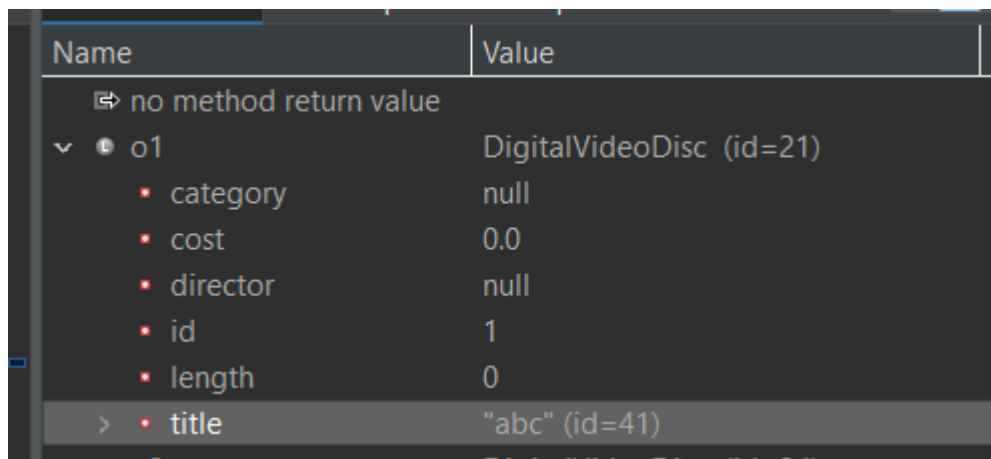 Name Value
no method return value
o1 DigitalVideoDisc (id=21)
category null
cost 0.0
director null
id 1
length 0
title "abc" (id=41)